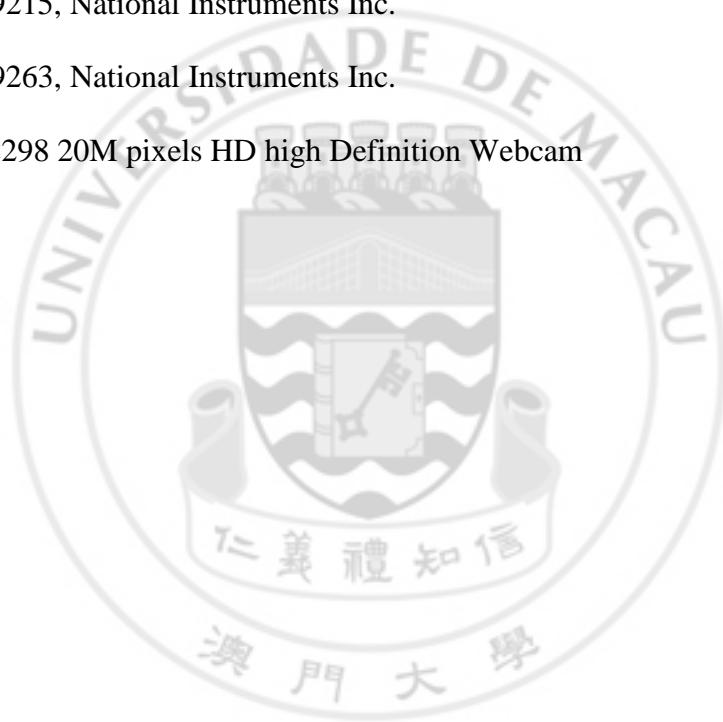 9215, National Instruments Inc.
9263, National Instruments Inc.
298 20M pixels HD high Definition Webcam
UNIVERSIDADE DE MACAU
仁義禮知信
澳門大學